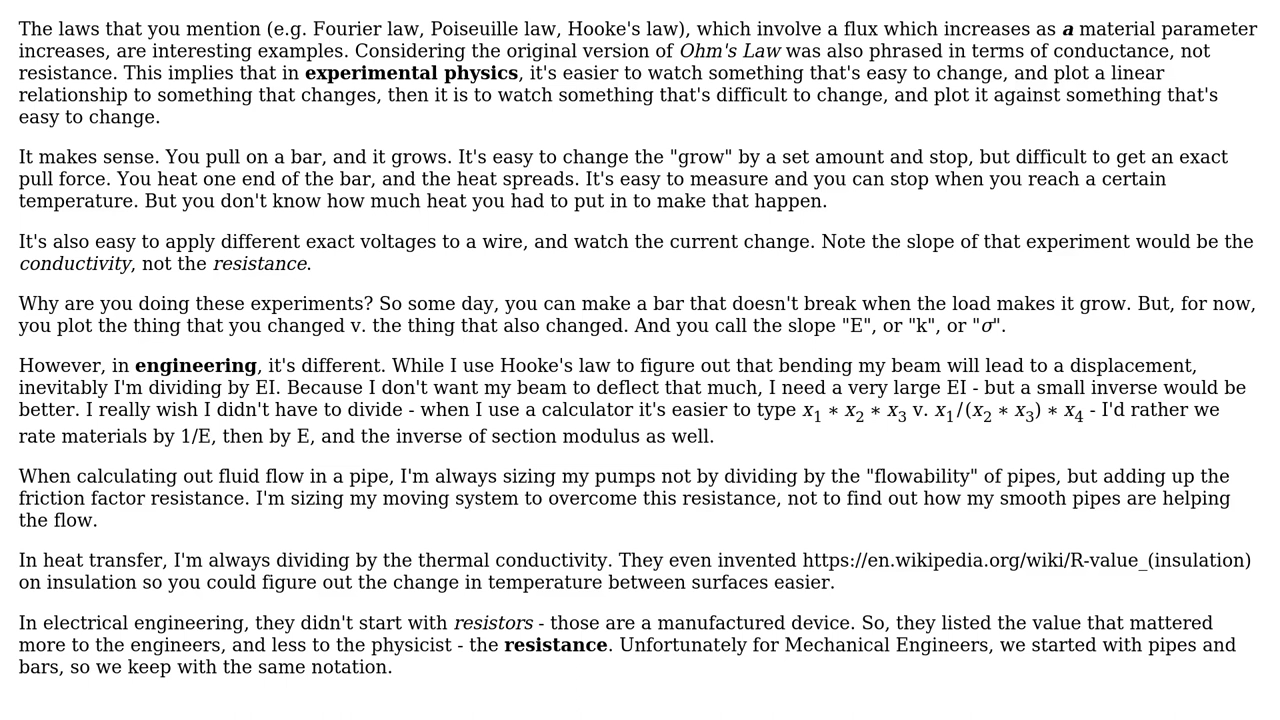 The laws that you mention (e.g. Fourier law, Poiseuille law, Hooke's law), which involve a flux which increases as a material parameter
increases, are interesting examples. Considering the original version of Ohm's Law was also phrased in terms of conductance, not
resistance. This implies that in experimental physics, it's easier to watch something that's easy to change, and plot a linear
relationship to something that changes, then it is to watch something that's difficult to change, and plot it against something that's
easy to change.
It makes sense. You pull on a bar, and it grows. It's easy to change the "grow" by a set amount and stop, but difficult to get an exact
pull force. You heat one end of the bar, and the heat spreads. It's easy to measure and you can stop when you reach a certain
temperature. But you don't know how much heat you had to put in to make that happen.
It's also easy to apply different exact voltages to a wire, and watch the current change. Note the slope of that experiment would be the
conductivity, not the resistance.
Why are you doing these experiments? So some day, you can make a bar that doesn't break when the load makes it grow. But, for now,
you plot the thing that you changed v. the thing that also changed. And you call the slope "E", or "k", or "σ".
However, in engineering, it's different. While I use Hooke's law to figure out that bending my beam will lead to a displacement,
inevitably I'm dividing by EI. Because I don't want my beam to deflect that much, I need a very large EI - but a small inverse would be
better. I really wish I didn't have to divide - when I use a calculator it's easier to type x₁ * x₂ * x₃ v. x₁/(x₂ * x₃) * x₄ - I'd rather we
rate materials by 1/E, then by E, and the inverse of section modulus as well.
When calculating out fluid flow in a pipe, I'm always sizing my pumps not by dividing by the "flowability" of pipes, but adding up the
friction factor resistance. I'm sizing my moving system to overcome this resistance, not to find out how my smooth pipes are helping
the flow.
In heat transfer, I'm always dividing by the thermal conductivity. They even invented https://en.wikipedia.org/wiki/R-value_(insulation)
on insulation so you could figure out the change in temperature between surfaces easier.
In electrical engineering, they didn't start with resistors - those are a manufactured device. So, they listed the value that mattered
more to the engineers, and less to the physicist - the resistance. Unfortunately for Mechanical Engineers, we started with pipes and
bars, so we keep with the same notation.